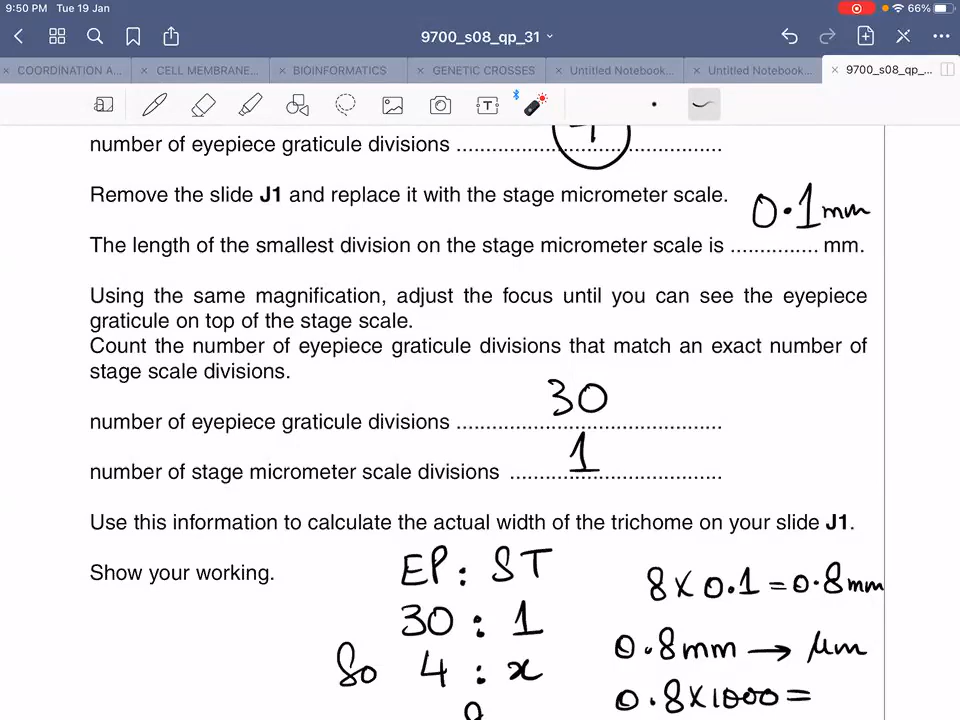 9:50 PM Tue 19 Jan
66%
9700_s08_qp_31
COORDINATION A...
CELL MEMBRANE...
BIOINFORMATICS
GENETIC CROSSES
Untitled Notebook...
Untitled Notebook...
9700_s08_qp_...
number of eyepiece graticule divisions ................................................
Remove the slide J1 and replace it with the stage micrometer scale.
0.1mm
The length of the smallest division on the stage micrometer scale is ............... mm.
Using the same magnification, adjust the focus until you can see the eyepiece
graticule on top of the stage scale.
Count the number of eyepiece graticule divisions that match an exact number of
stage scale divisions.
number of eyepiece graticule divisions ................................................ 30
number of stage micrometer scale divisions ...................................... 1
Use this information to calculate the actual width of the trichome on your slide J1.
Show your working.
EP : ST
30 : 1
So 4 : x
8 x 0.1 = 0.8mm
0.8mm → μm
0.8 x 1000 =